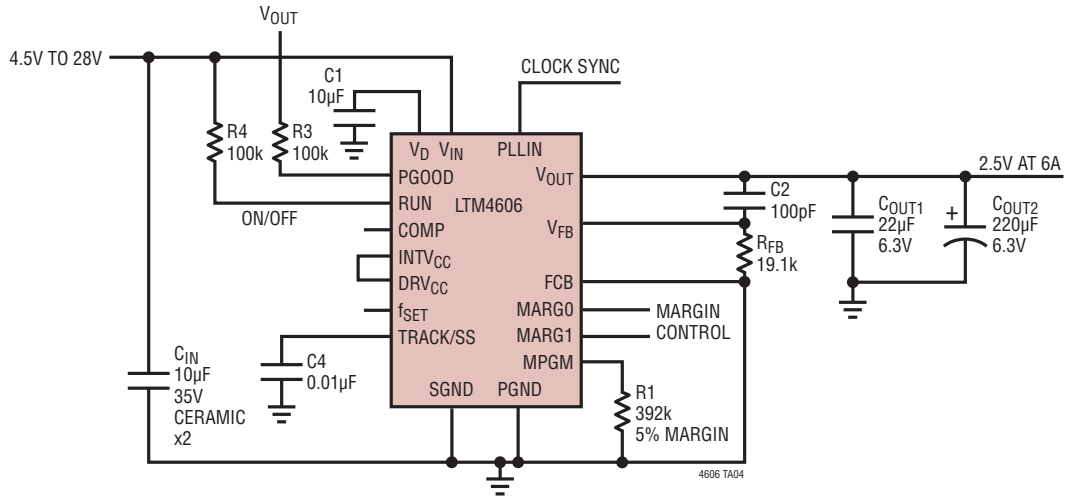 VOUT
4.5V TO 28V
CLOCK SYNC
C1
10µF
R4
100k
R3
100k
VD
VIN
PLLIN
PGOOD
VOUT
2.5V AT 6A
RUN
LTM4606
ON/OFF
C2
100pF
COUT1
22µF
6.3V
+
COUT2
220µF
6.3V
COMP
VFB
INTVCC
RFB
19.1k
DRVCC
FCB
fSET
MARG0
MARGIN
CONTROL
TRACK/SS
MARG1
MPGM
CIN
10µF
35V
CERAMIC
x2
C4
0.01µF
SGND
PGND
R1
392k
5% MARGIN
4606 TA04